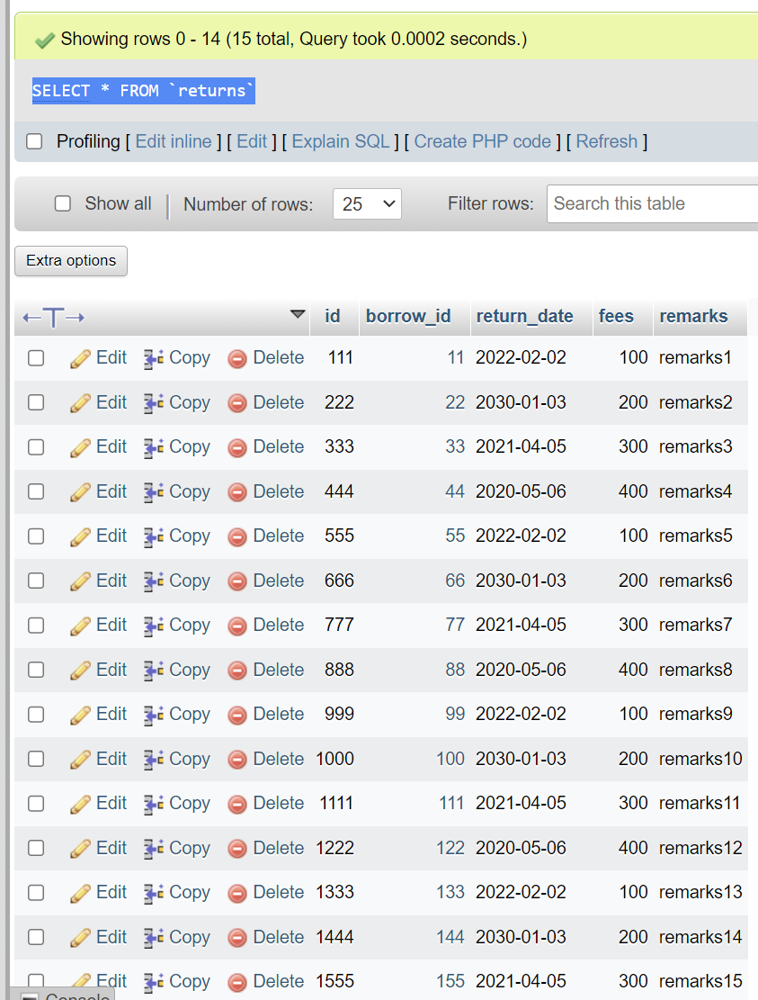 Showing rows 0 - 14 (15 total, Query took 0.0002 seconds.)
SELECT * FROM `returns`
Profiling [ Edit inline ] [ Edit ] [ Explain SQL ] [ Create PHP code ] [ Refresh ]
Show all | Number of rows: 25 Filter rows: Search this table
Extra options
←T→ id borrow_id return_date fees remarks
Edit Copy Delete 111 11 2022-02-02 100 remarks1
Edit Copy Delete 222 22 2030-01-03 200 remarks2
Edit Copy Delete 333 33 2021-04-05 300 remarks3
Edit Copy Delete 444 44 2020-05-06 400 remarks4
Edit Copy Delete 555 55 2022-02-02 100 remarks5
Edit Copy Delete 666 66 2030-01-03 200 remarks6
Edit Copy Delete 777 77 2021-04-05 300 remarks7
Edit Copy Delete 888 88 2020-05-06 400 remarks8
Edit Copy Delete 999 99 2022-02-02 100 remarks9
Edit Copy Delete 1000 100 2030-01-03 200 remarks10
Edit Copy Delete 1111 111 2021-04-05 300 remarks11
Edit Copy Delete 1222 122 2020-05-06 400 remarks12
Edit Copy Delete 1333 133 2022-02-02 100 remarks13
Edit Copy Delete 1444 144 2030-01-03 200 remarks14
Edit Copy Delete 1555 155 2021-04-05 300 remarks15
Console